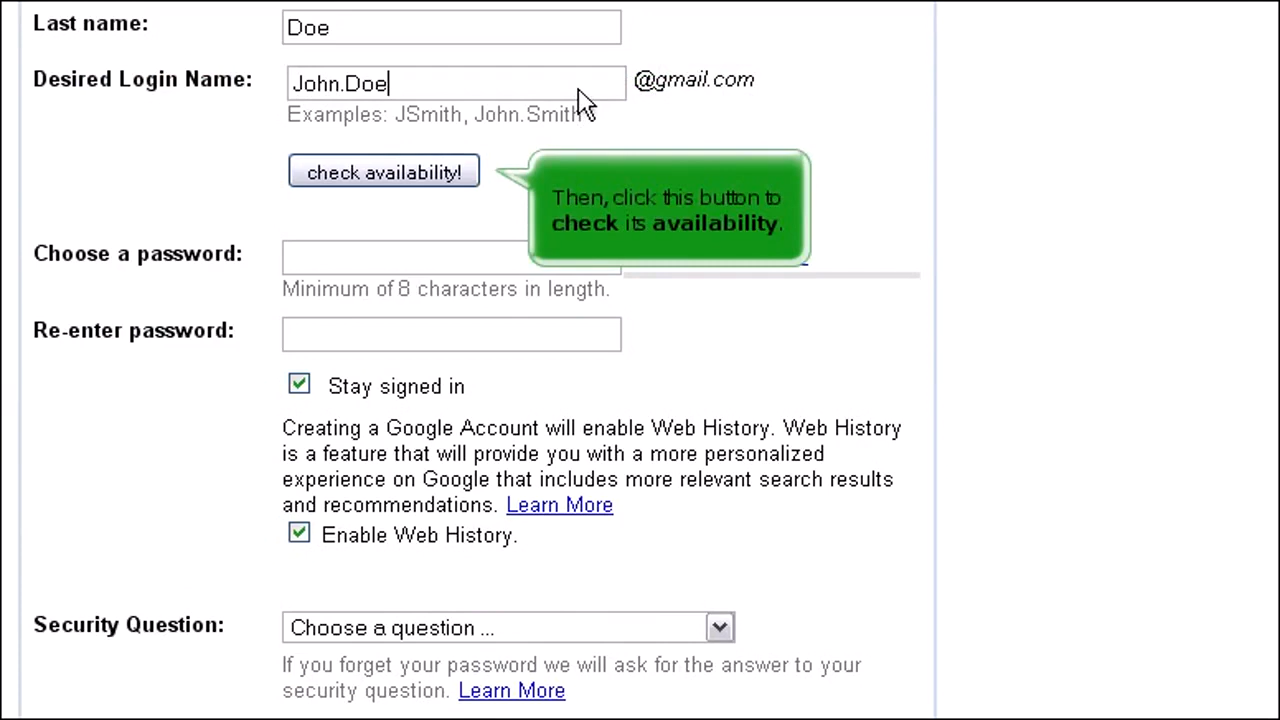 Last name: Doe
Desired Login Name: John.Doe @gmail.com
Examples: JSmith, John.Smith
check availability!
Then, click this button to
check its availability.
Choose a password:
Minimum of 8 characters in length.
Re-enter password:
Stay signed in
Creating a Google Account will enable Web History. Web History
is a feature that will provide you with a more personalized
experience on Google that includes more relevant search results
and recommendations. Learn More
Enable Web History.
Security Question: Choose a question ...
If you forget your password we will ask for the answer to your
security question. Learn More